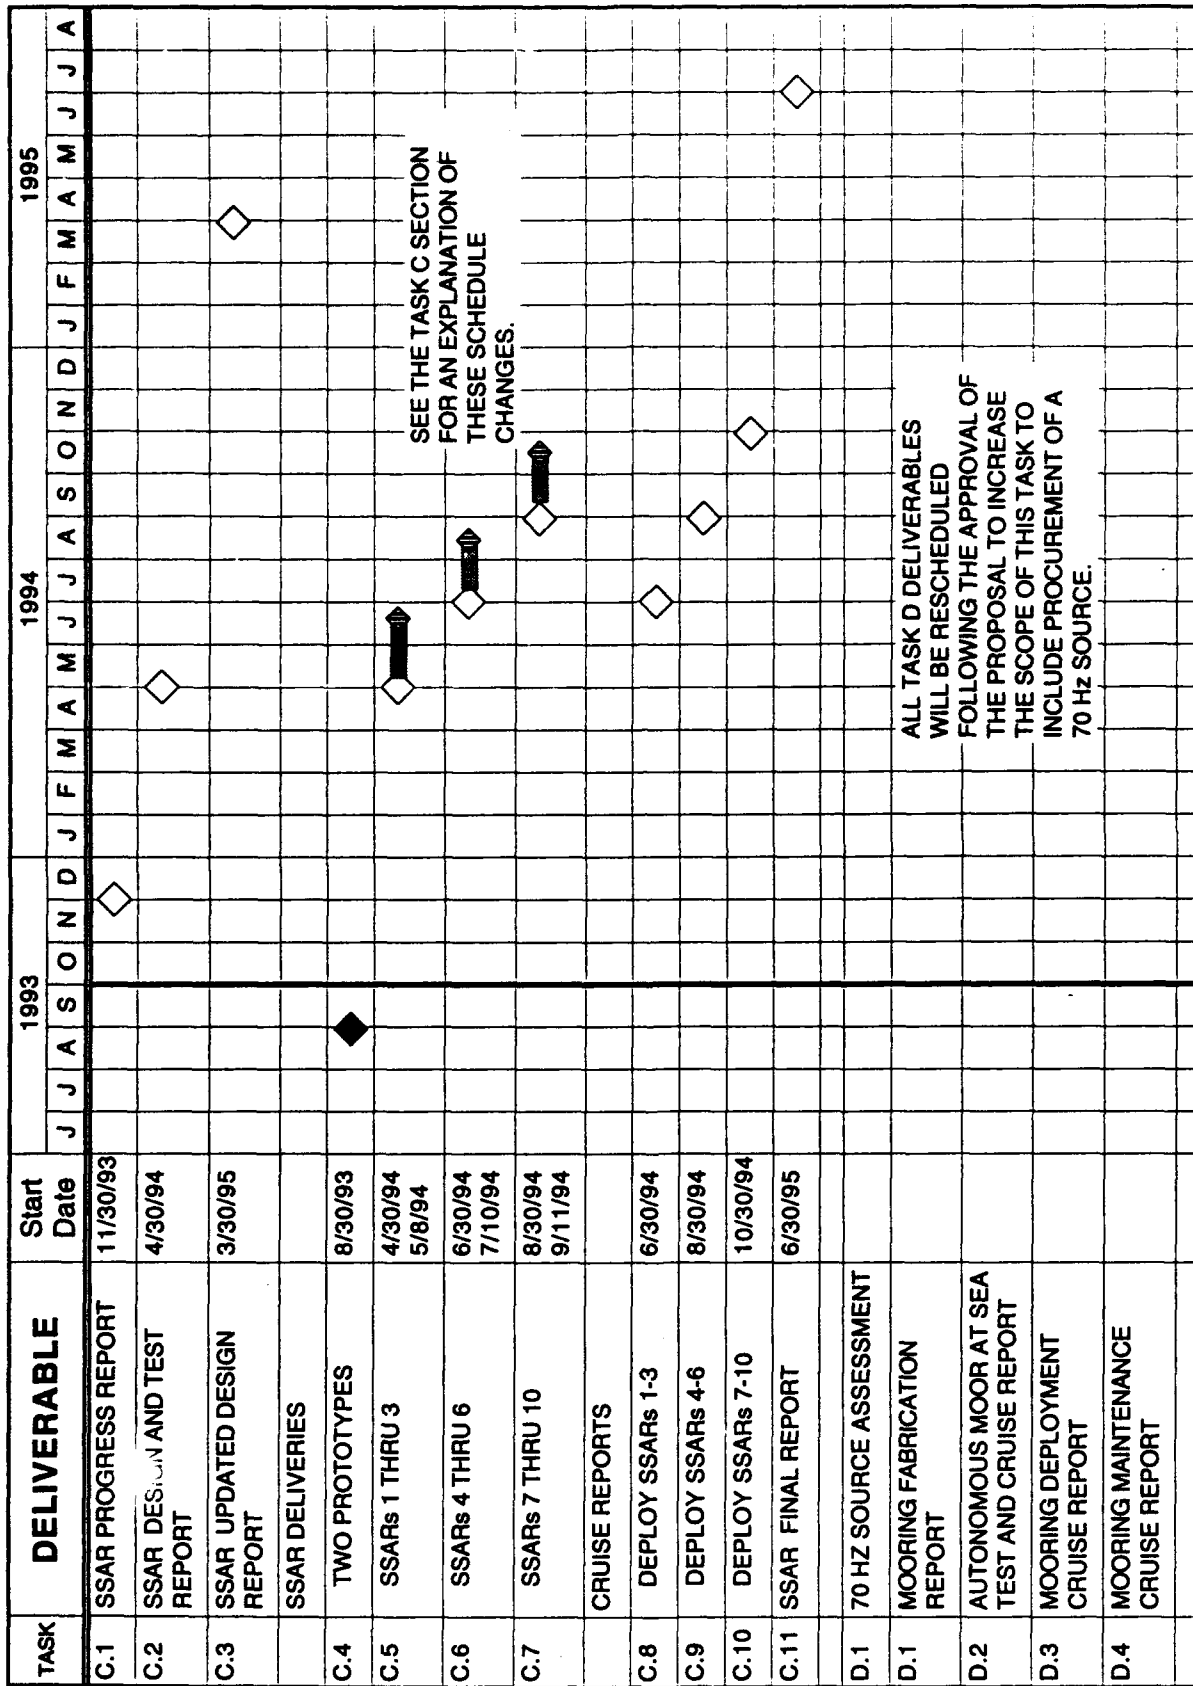 TASK DELIVERABLE Start Date 1993 1994 1995
J J A S O N D J F M A M J J A S O N D J F M A M J J A
C.1 SSAR PROGRESS REPORT 11/30/93
C.2 SSAR DESIGN AND TEST 4/30/94
REPORT
C.3 SSAR UPDATED DESIGN 3/30/95
REPORT
SSAR DELIVERIES
C.4 TWO PROTOTYPES 8/30/93
C.5 SSARs 1 THRU 3 4/30/94
5/8/94
C.6 SSARs 4 THRU 6 6/30/94
7/10/94
C.7 SSARs 7 THRU 10 8/30/94
9/11/94
SEE THE TASK C SECTION
FOR AN EXPLANATION OF
THESE SCHEDULE
CHANGES.
CRUISE REPORTS
C.8 DEPLOY SSARs 1-3 6/30/94
C.9 DEPLOY SSARs 4-6 8/30/94
C.10 DEPLOY SSARs 7-10 10/30/94
C.11 SSAR FINAL REPORT 6/30/95
D.1 70 HZ SOURCE ASSESSMENT
D.1 MOORING FABRICATION
REPORT
D.2 AUTONOMOUS MOOR AT SEA
TEST AND CRUISE REPORT
D.3 MOORING DEPLOYMENT
CRUISE REPORT
D.4 MOORING MAINTENANCE
CRUISE REPORT
ALL TASK D DELIVERABLES
WILL BE RESCHEDULED
FOLLOWING THE APPROVAL OF
THE PROPOSAL TO INCREASE
THE SCOPE OF THIS TASK TO
INCLUDE PROCUREMENT OF A
70 Hz SOURCE.